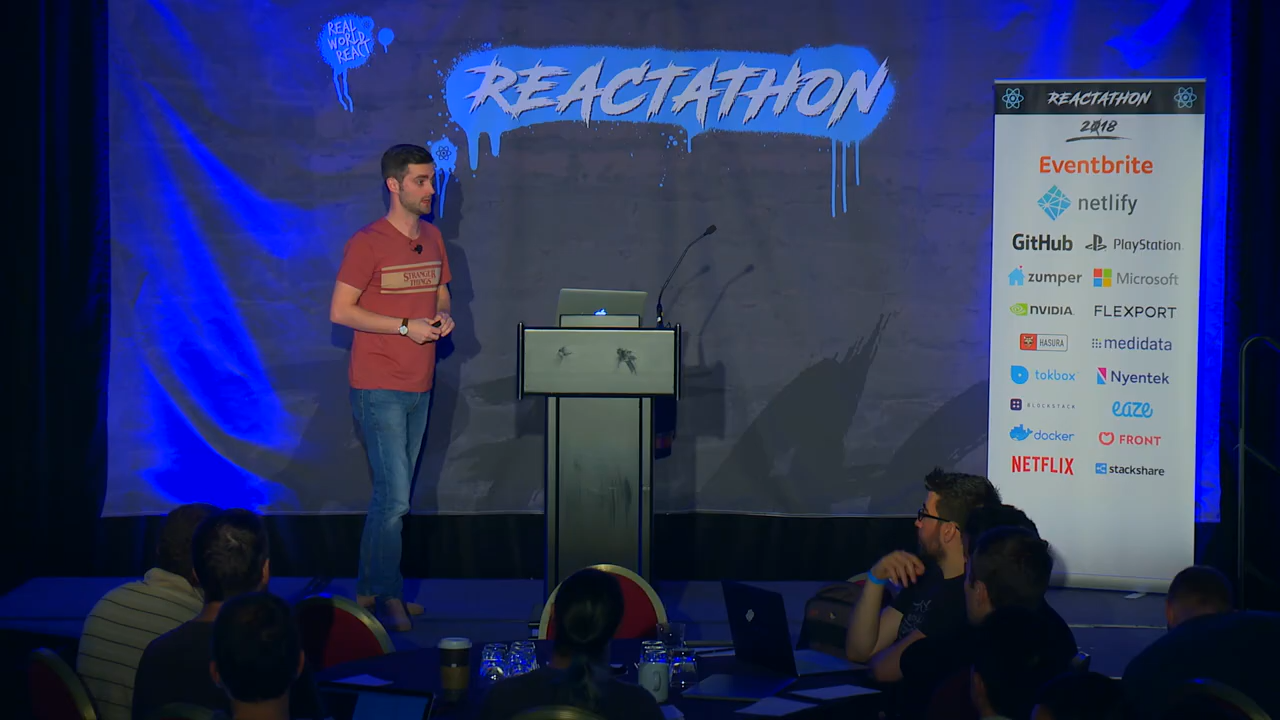 REAL
WORLD
REACT
REACTATHON
REACTATHON
2018
Eventbrite
netlify
GitHub PlayStation
zumper Microsoft
NVIDIA FLEXPORT
HASURA medidata
tokbox Nyentek
BLOCKSTACK eaze
docker FRONT
NETFLIX stackshare
STRANGER
THINGS